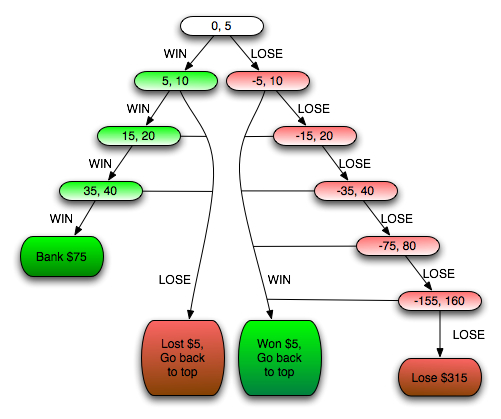 0, 5
WIN
LOSE
5, 10
-5, 10
WIN
LOSE
15, 20
-15, 20
WIN
LOSE
35, 40
-35, 40
WIN
LOSE
Bank $75
-75, 80
LOSE
LOSE
WIN
-155, 160
LOSE
Lost $5,
Go back
to top
Won $5,
Go back
to top
Lose $315